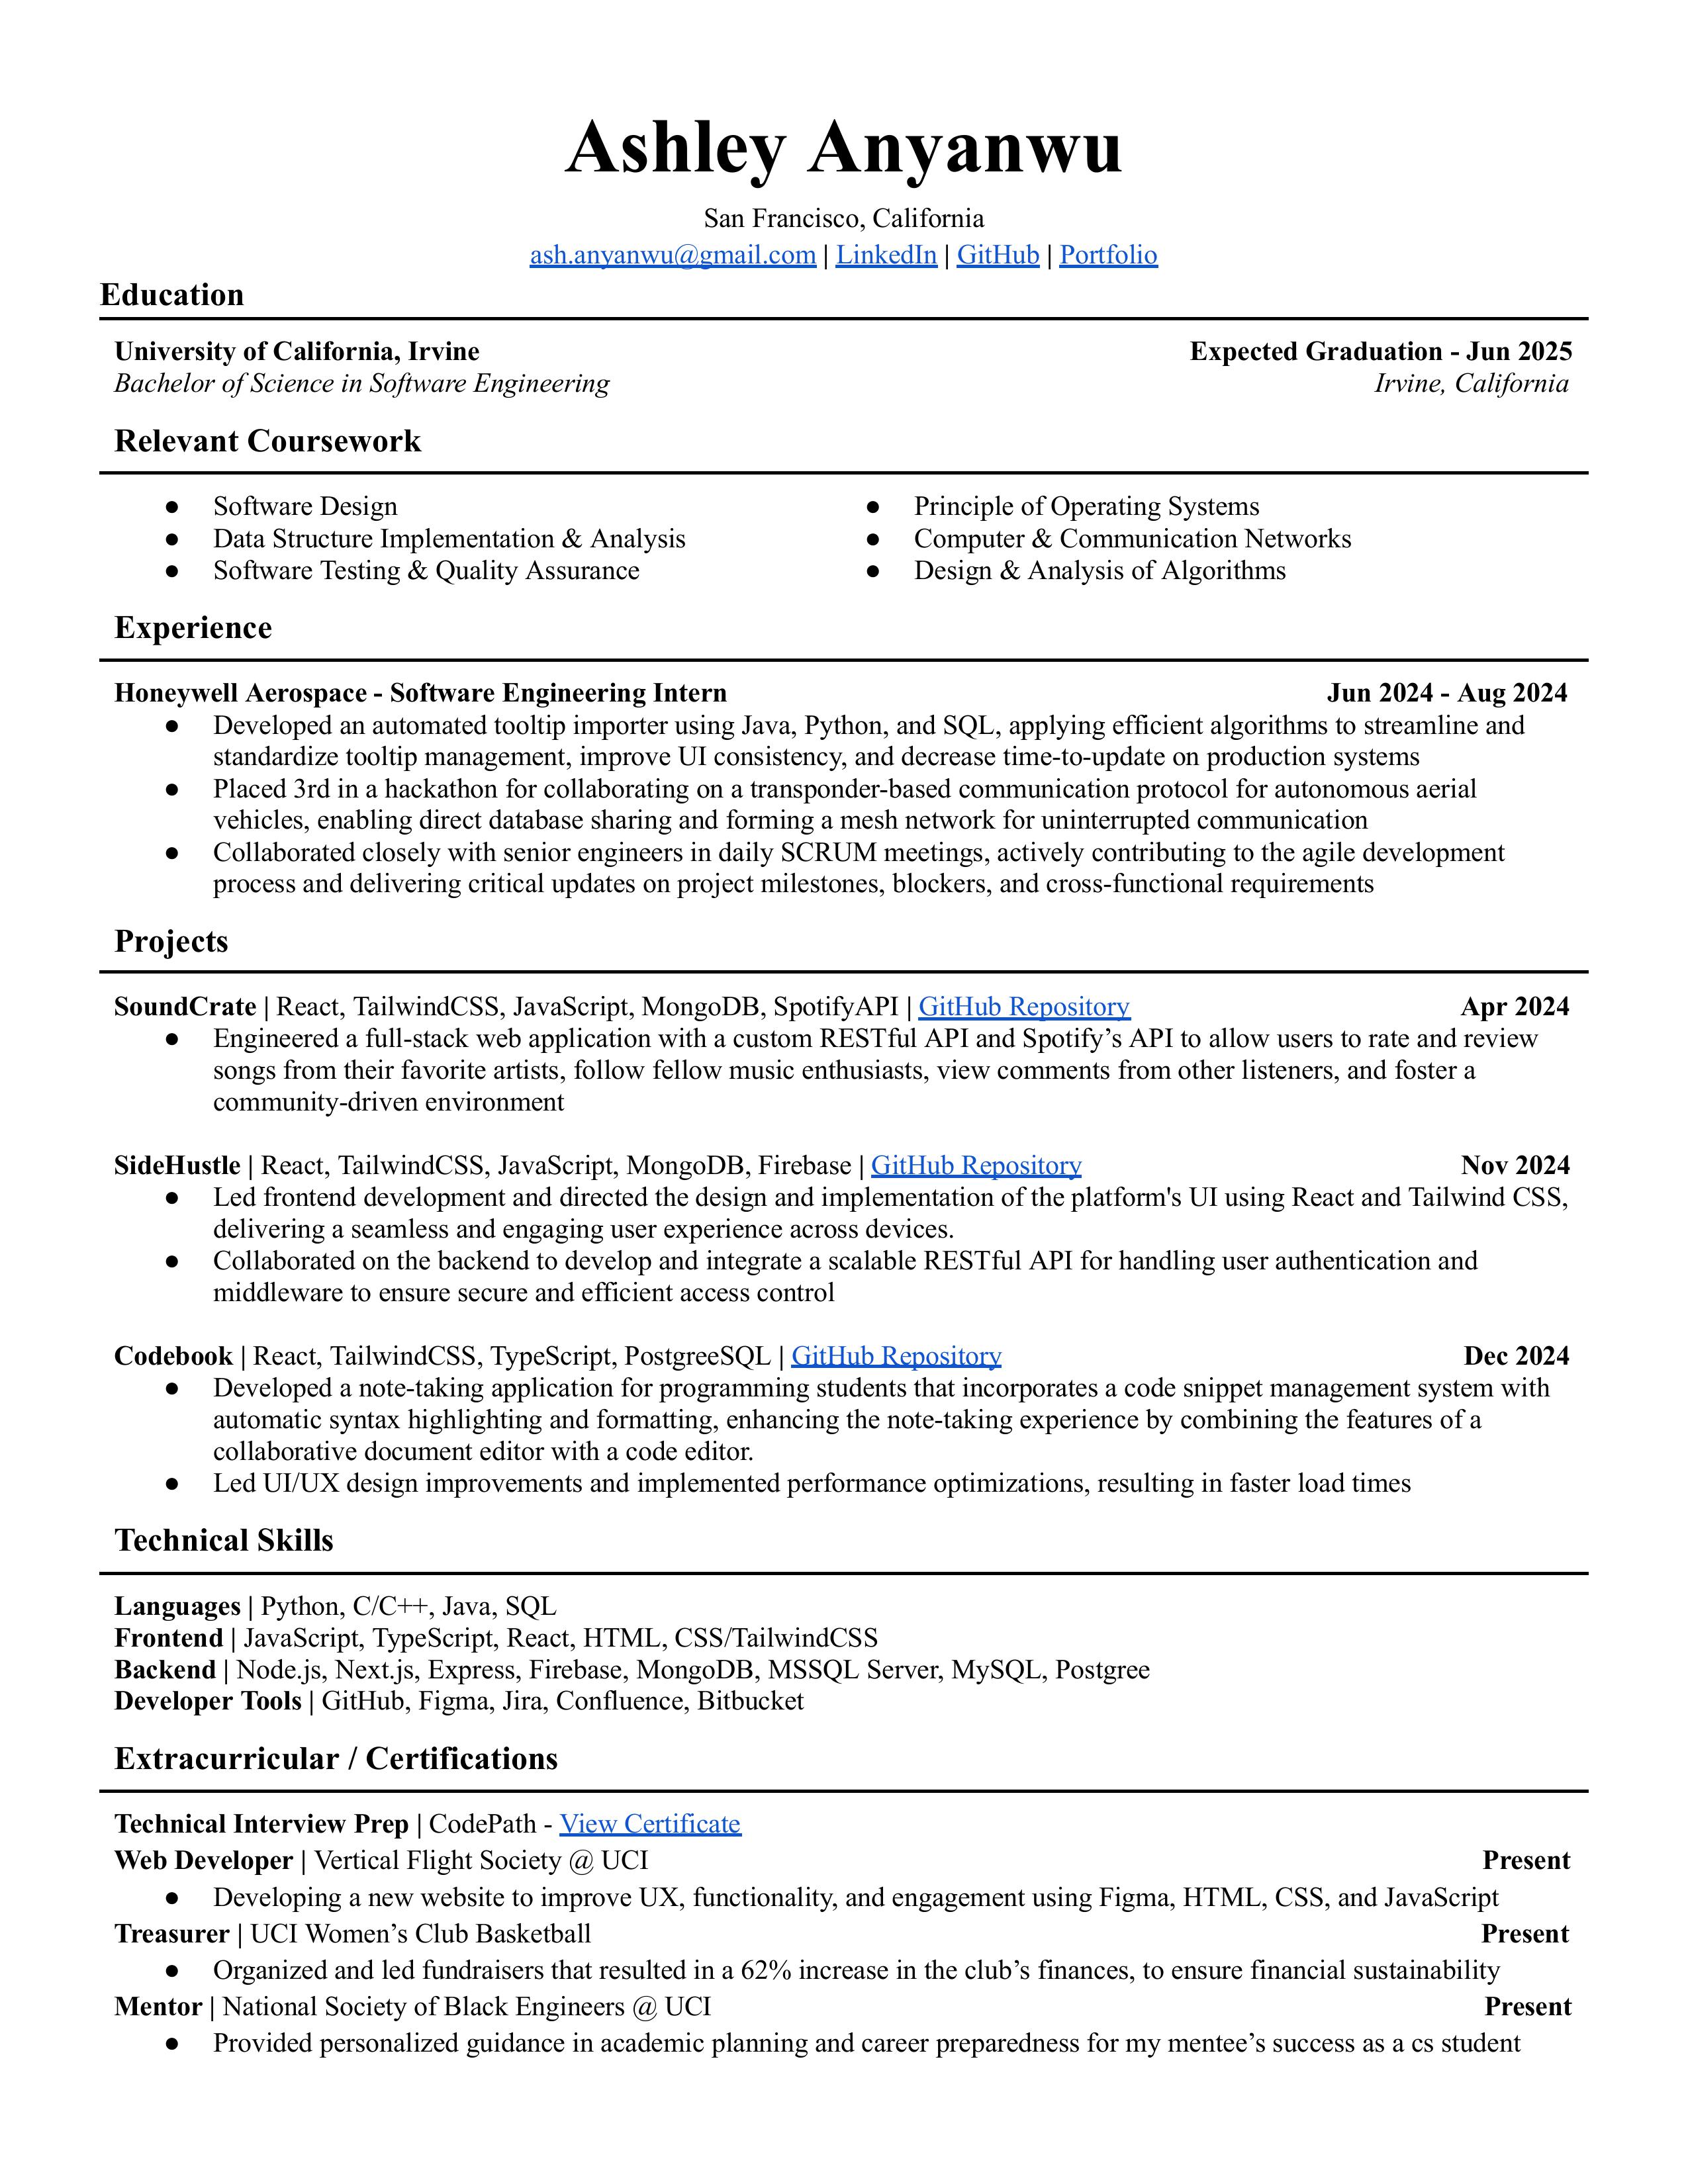 Ashley Anyanwu
San Francisco, California
ash.anyanwu@gmail.com | LinkedIn | GitHub | Portfolio
Education
University of California, Irvine Expected Graduation - Jun 2025
Bachelor of Science in Software Engineering Irvine, California
Relevant Coursework
● Software Design
● Data Structure Implementation & Analysis
● Software Testing & Quality Assurance
● Principle of Operating Systems
● Computer & Communication Networks
● Design & Analysis of Algorithms
Experience
Honeywell Aerospace - Software Engineering Intern Jun 2024 - Aug 2024
● Developed an automated tooltip importer using Java, Python, and SQL, applying efficient algorithms to streamline and
standardize tooltip management, improve UI consistency, and decrease time-to-update on production systems
● Placed 3rd in a hackathon for collaborating on a transponder-based communication protocol for autonomous aerial
vehicles, enabling direct database sharing and forming a mesh network for uninterrupted communication
● Collaborated closely with senior engineers in daily SCRUM meetings, actively contributing to the agile development
process and delivering critical updates on project milestones, blockers, and cross-functional requirements
Projects
SoundCrate | React, TailwindCSS, JavaScript, MongoDB, SpotifyAPI | GitHub Repository Apr 2024
● Engineered a full-stack web application with a custom RESTful API and Spotify’s API to allow users to rate and review
songs from their favorite artists, follow fellow music enthusiasts, view comments from other listeners, and foster a
community-driven environment
SideHustle | React, TailwindCSS, JavaScript, MongoDB, Firebase | GitHub Repository Nov 2024
● Led frontend development and directed the design and implementation of the platform's UI using React and Tailwind CSS,
delivering a seamless and engaging user experience across devices.
● Collaborated on the backend to develop and integrate a scalable RESTful API for handling user authentication and
middleware to ensure secure and efficient access control
Codebook | React, TailwindCSS, TypeScript, PostgreeSQL | GitHub Repository Dec 2024
● Developed a note-taking application for programming students that incorporates a code snippet management system with
automatic syntax highlighting and formatting, enhancing the note-taking experience by combining the features of a
collaborative document editor with a code editor.
● Led UI/UX design improvements and implemented performance optimizations, resulting in faster load times
Technical Skills
Languages | Python, C/C++, Java, SQL
Frontend | JavaScript, TypeScript, React, HTML, CSS/TailwindCSS
Backend | Node.js, Next.js, Express, Firebase, MongoDB, MSSQL Server, MySQL, Postgree
Developer Tools | GitHub, Figma, Jira, Confluence, Bitbucket
Extracurricular / Certifications
Technical Interview Prep | CodePath - View Certificate
Web Developer | Vertical Flight Society @ UCI Present
● Developing a new website to improve UX, functionality, and engagement using Figma, HTML, CSS, and JavaScript
Treasurer | UCI Women’s Club Basketball Present
● Organized and led fundraisers that resulted in a 62% increase in the club’s finances, to ensure financial sustainability
Mentor | National Society of Black Engineers @ UCI Present
● Provided personalized guidance in academic planning and career preparedness for my mentee’s success as a cs student